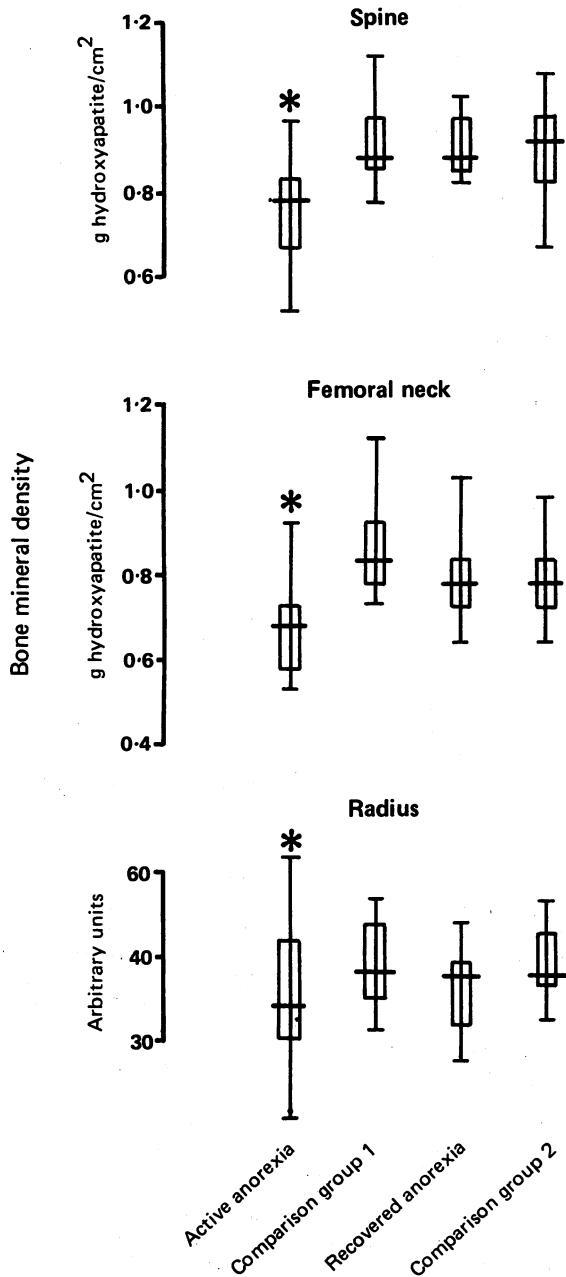 Spine
Bone mineral density
g hydroxyapatite/cm²
1·2
1·0
0·8
0·6
*
Femoral neck
g hydroxyapatite/cm²
1·2
1·0
0·8
0·6
0·4
*
Radius
Arbitrary units
60
40
30
*
Active anorexia
Comparison group 1
Recovered anorexia
Comparison group 2